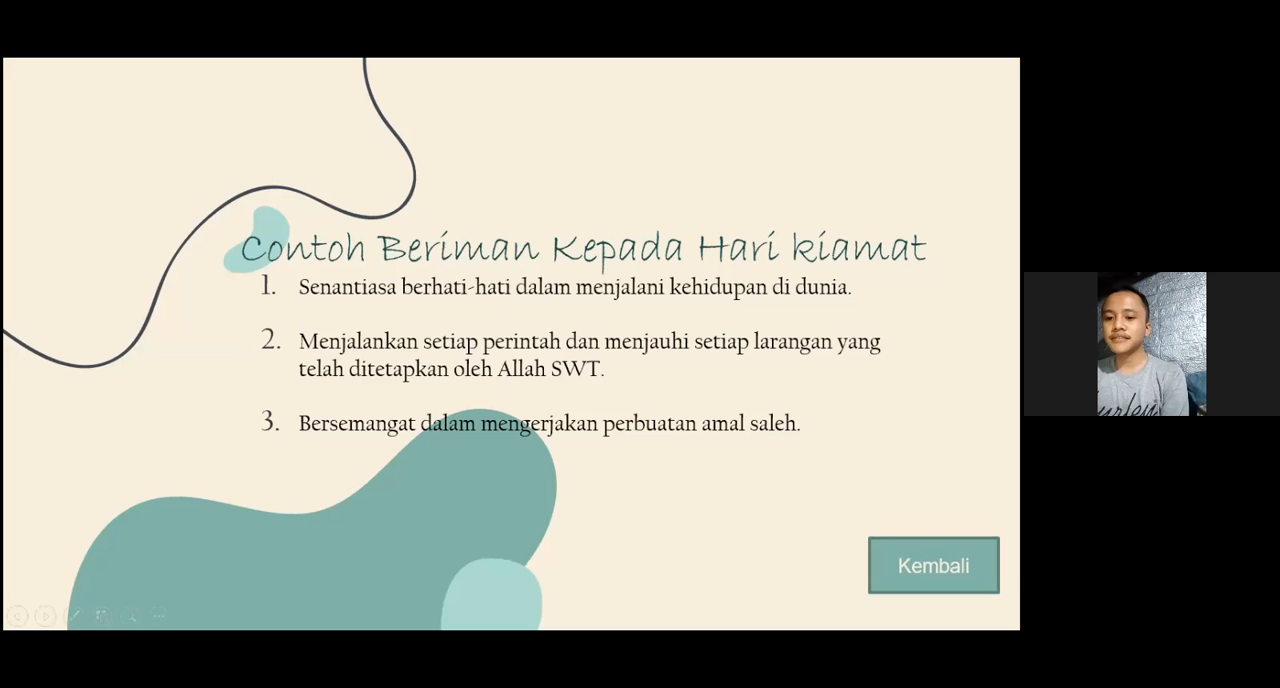 Contoh Beriman Kepada Hari kiamat
1. Senantiasa berhati-hati dalam menjalani kehidupan di dunia.
2. Menjalankan setiap perintah dan menjauhi setiap larangan yang
telah ditetapkan oleh Allah SWT.
3. Bersemangat dalam mengerjakan perbuatan amal saleh.
Kembali